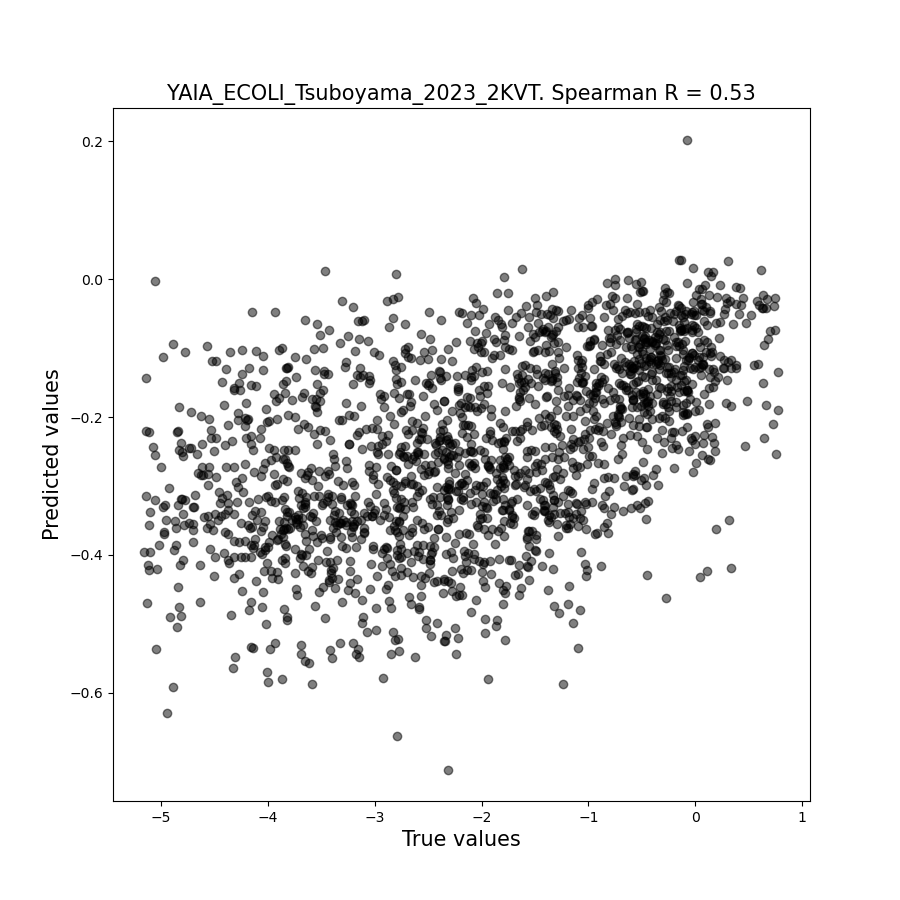 YAIA_ECOLI_Tsuboyama_2023_2KVT. Spearman R = 0.53
0.2
0.0
−0.2
−0.4
−0.6
Predicted values
−5 −4 −3 −2 −1 0 1
True values